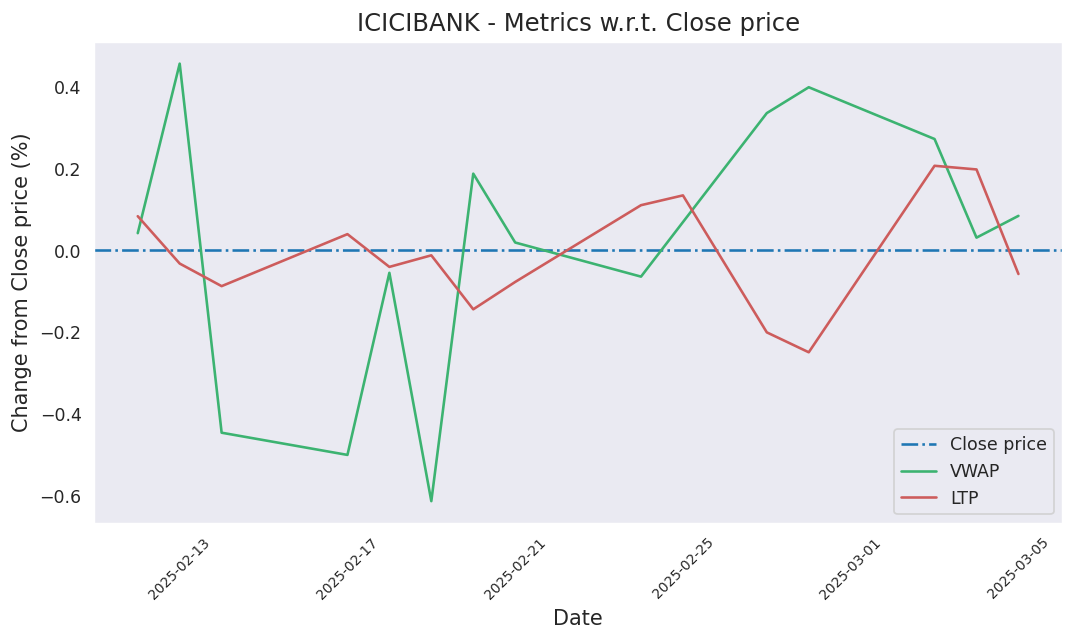 ICICIBANK - Metrics w.r.t. Close price
Change from Close price (%)
0.4
0.2
0.0
−0.2
−0.4
−0.6
Close price
VWAP
LTP
2025-02-13
2025-02-17
2025-02-21
2025-02-25
2025-03-01
2025-03-05
Date